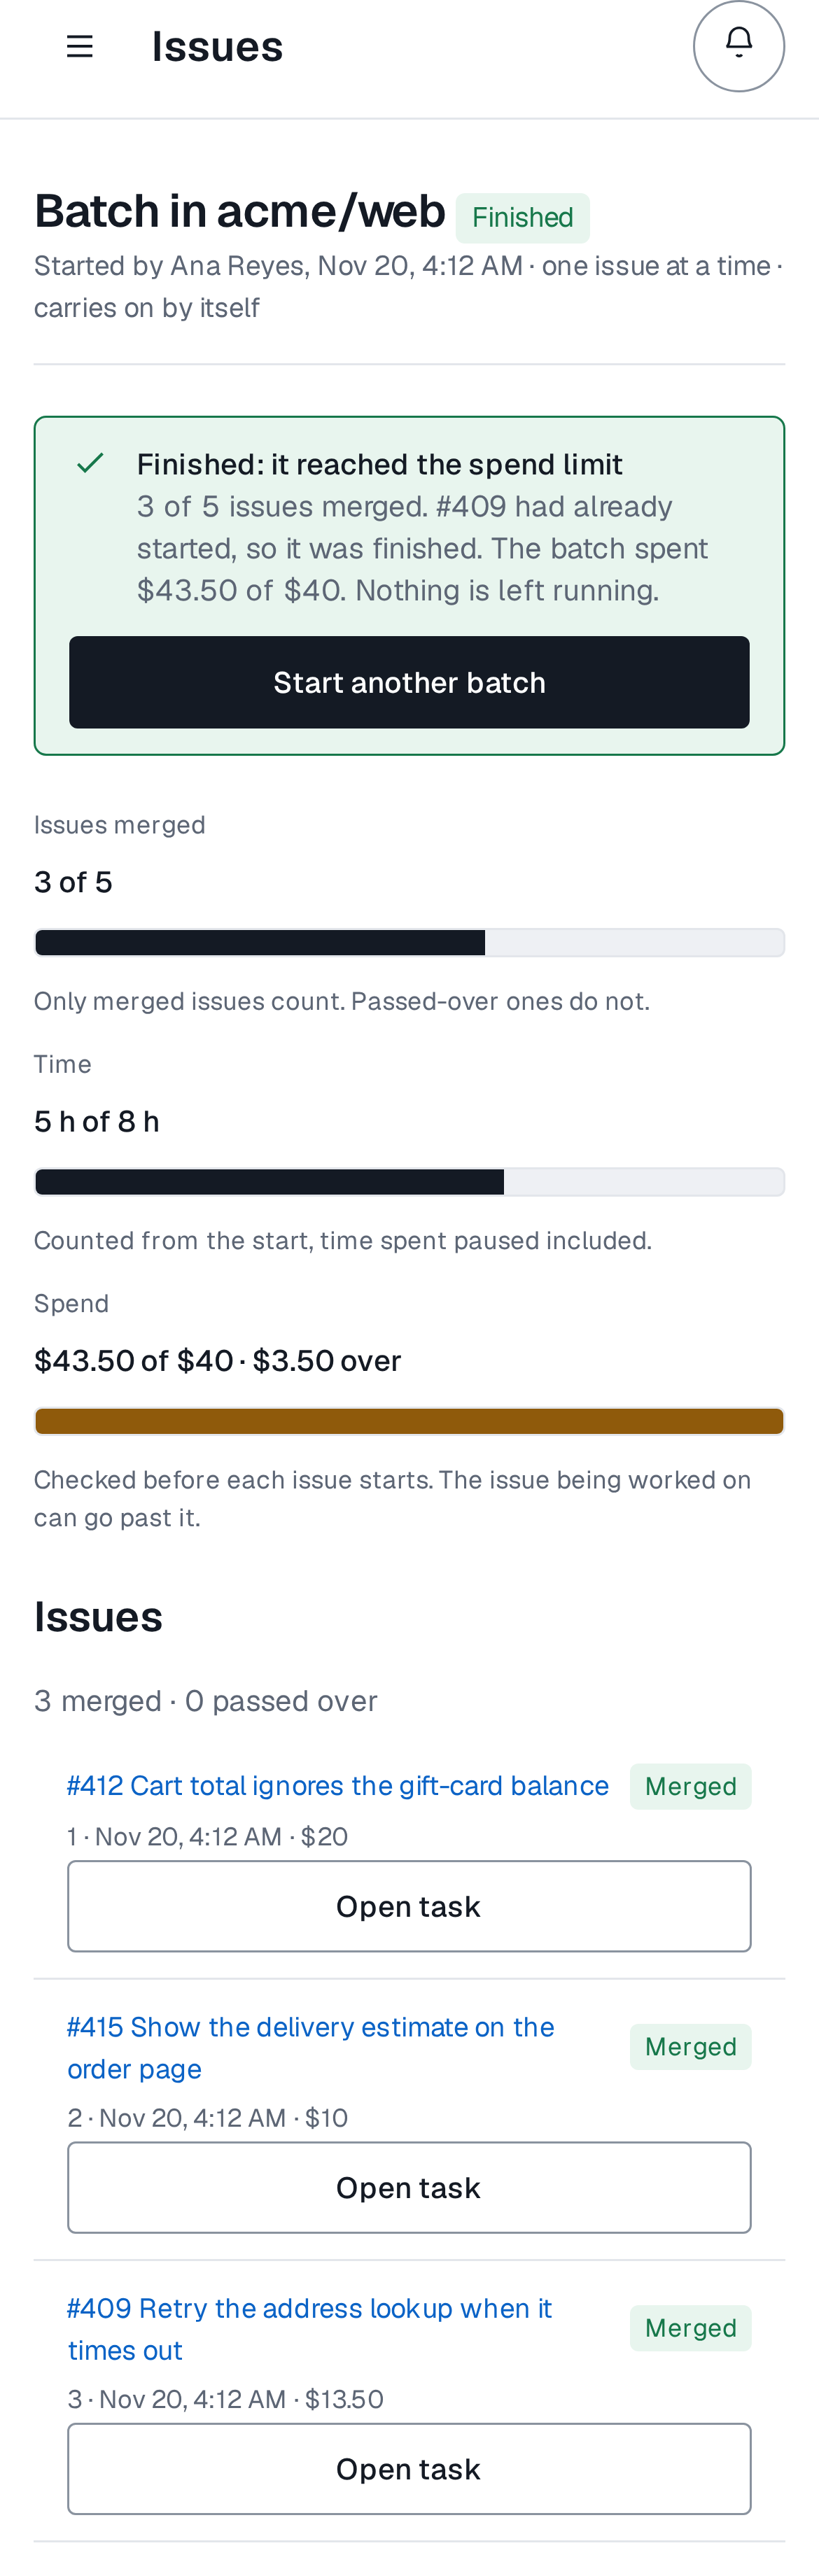 Issues
Batch in acme/web Finished
Started by Ana Reyes, Nov 20, 4:12 AM · one issue at a time ·
carries on by itself
Finished: it reached the spend limit
3 of 5 issues merged. #409 had already
started, so it was finished. The batch spent
$43.50 of $40. Nothing is left running.
Start another batch
Issues merged
3 of 5
Only merged issues count. Passed-over ones do not.
Time
5 h of 8 h
Counted from the start, time spent paused included.
Spend
$43.50 of $40 · $3.50 over
Checked before each issue starts. The issue being worked on
can go past it.
Issues
3 merged · 0 passed over
#412 Cart total ignores the gift-card balance Merged
1 · Nov 20, 4:12 AM · $20
Open task
#415 Show the delivery estimate on the
order page
Merged
2 · Nov 20, 4:12 AM · $10
Open task
#409 Retry the address lookup when it
times out
Merged
3 · Nov 20, 4:12 AM · $13.50
Open task